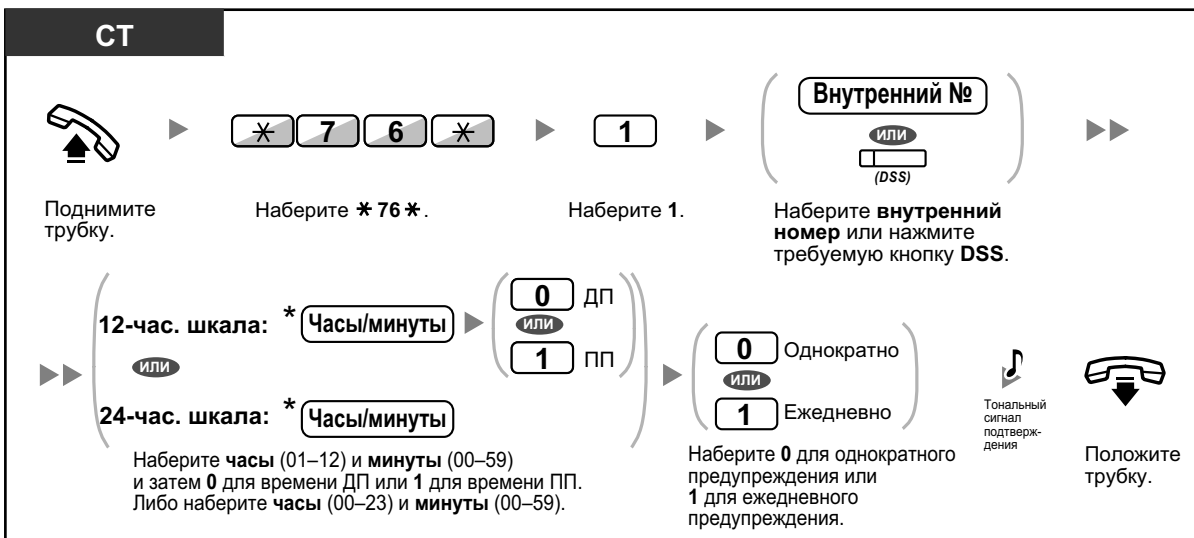 СТ
Внутренний №
или
(DSS)
* 7 6 *
1
Поднимите
трубку.
Наберите * 76 *.
Наберите 1.
Наберите внутренний
номер или нажмите
требуемую кнопку DSS.
12-час. шкала: * Часы/минуты
0 ДП
или
1 ПП
или
24-час. шкала: * Часы/минуты
Наберите часы (01–12) и минуты (00–59)
и затем 0 для времени ДП или 1 для времени ПП.
Либо наберите часы (00–23) и минуты (00–59).
0 Однократно
или
1 Ежедневно
Наберите 0 для однократного
предупреждения или
1 для ежедневного
предупреждения.
Тональный
сигнал
подтверж-
дения
Положите
трубку.